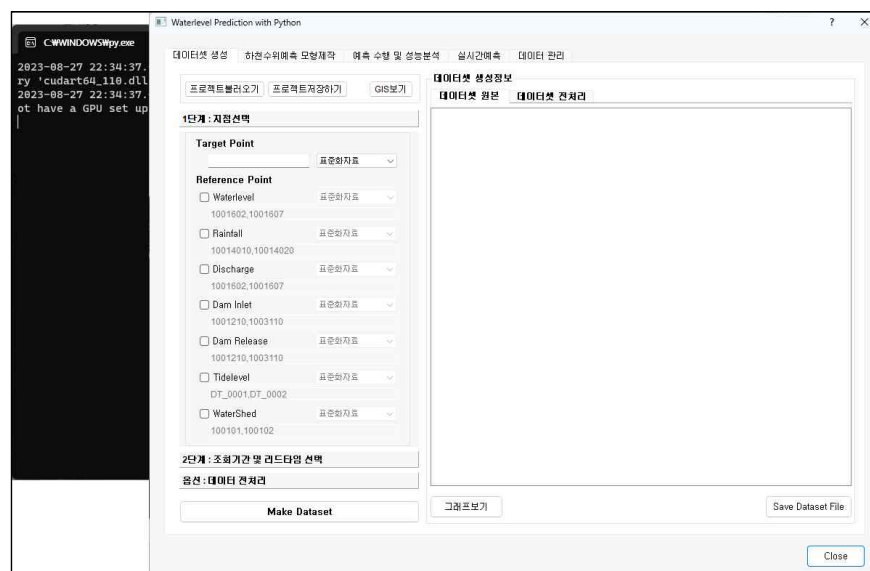 C:₩WINDOWS₩py.exe
2023-08-27 22:34:37.
ry 'cudart64_110.dll
2023-08-27 22:34:37.
ot have a GPU set up
Waterlevel Prediction with Python
? ×
데이터셋 생성 하천수위예측 모형제작 예측 수행 및 성능분석 실시간예측 데이터 관리
프로젝트불러오기 프로젝트저장하기 GIS보기
1단계 : 지점선택
Target Point
표준화자료
Reference Point
Waterlevel 표준화자료
1001602,1001607
Rainfall 표준화자료
10014010,10014020
Discharge 표준화자료
1001602,1001607
Dam Inlet 표준화자료
1001210,1003110
Dam Release 표준화자료
1001210,1003110
Tidelevel 표준화자료
DT_0001,DT_0002
WaterShed 표준화자료
100101,100102
2단계 : 조회기간 및 리드타임 선택
옵션 : 데이터 전처리
Make Dataset
데이터셋 생성정보
데이터셋 원본 데이터셋 전처리
그래프보기 Save Dataset File
Close